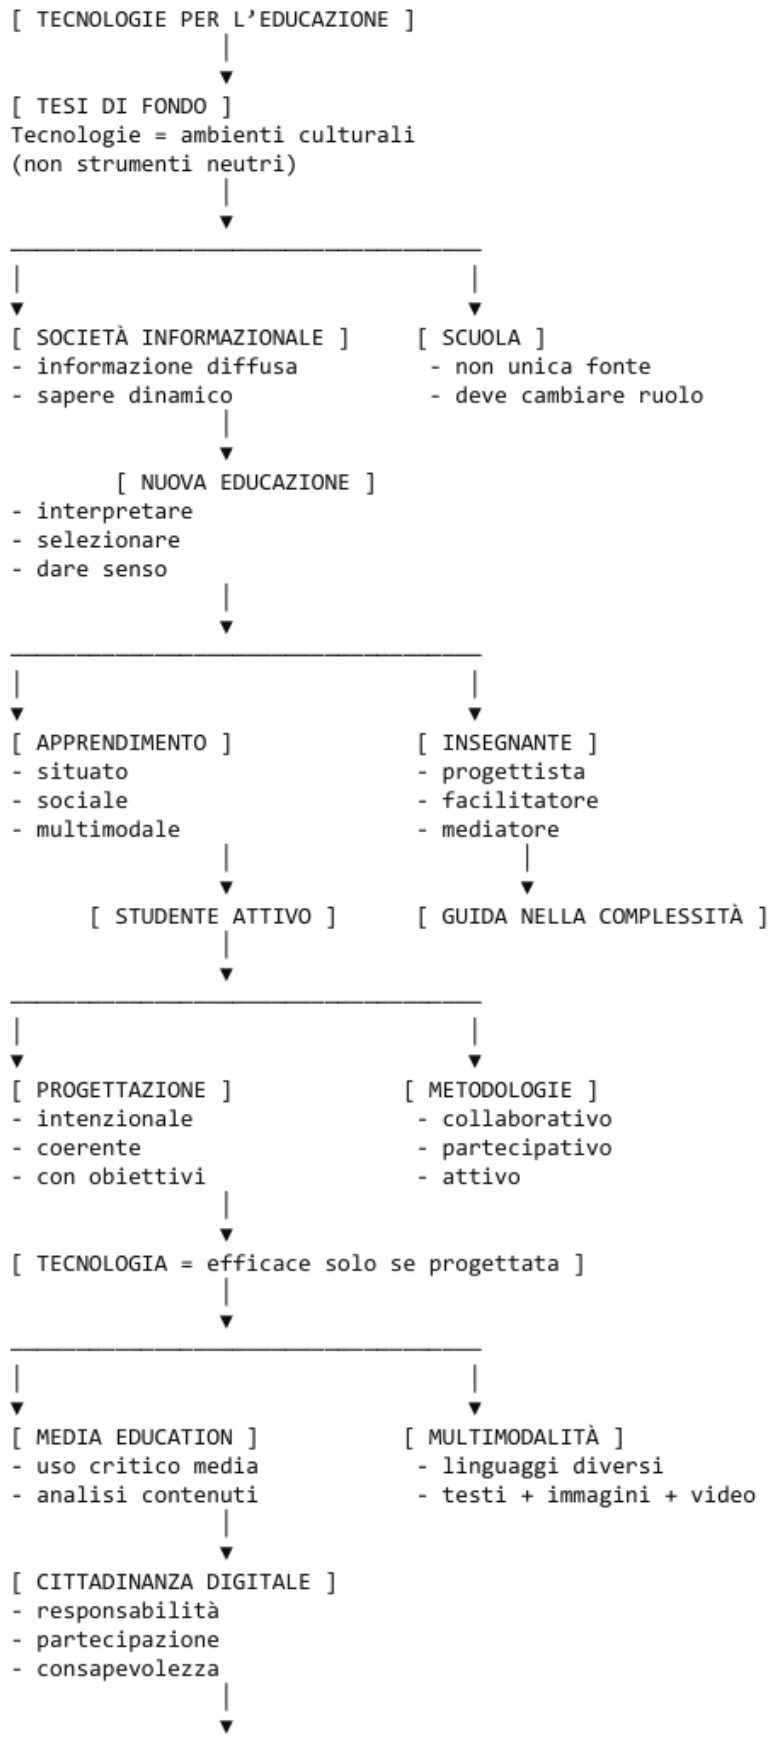 [ TECNOLOGIE PER L’EDUCAZIONE ]
[ TESI DI FONDO ]
Tecnologie = ambienti culturali
(non strumenti neutri)
[ SOCIETÀ INFORMAZIONALE ] [ SCUOLA ]
- informazione diffusa - non unica fonte
- sapere dinamico - deve cambiare ruolo
[ NUOVA EDUCAZIONE ]
- interpretare
- selezionare
- dare senso
[ APPRENDIMENTO ] [ INSEGNANTE ]
- situato - progettista
- sociale - facilitatore
- multimodale - mediatore
[ STUDENTE ATTIVO ] [ GUIDA NELLA COMPLESSITÀ ]
[ PROGETTAZIONE ] [ METODOLOGIE ]
- intenzionale - collaborativo
- coerente - partecipativo
- con obiettivi - attivo
[ TECNOLOGIA = efficace solo se progettata ]
[ MEDIA EDUCATION ] [ MULTIMODALITÀ ]
- uso critico media - linguaggi diversi
- analisi contenuti - testi + immagini + video
[ CITTADINANZA DIGITALE ]
- responsabilità
- partecipazione
- consapevolezza